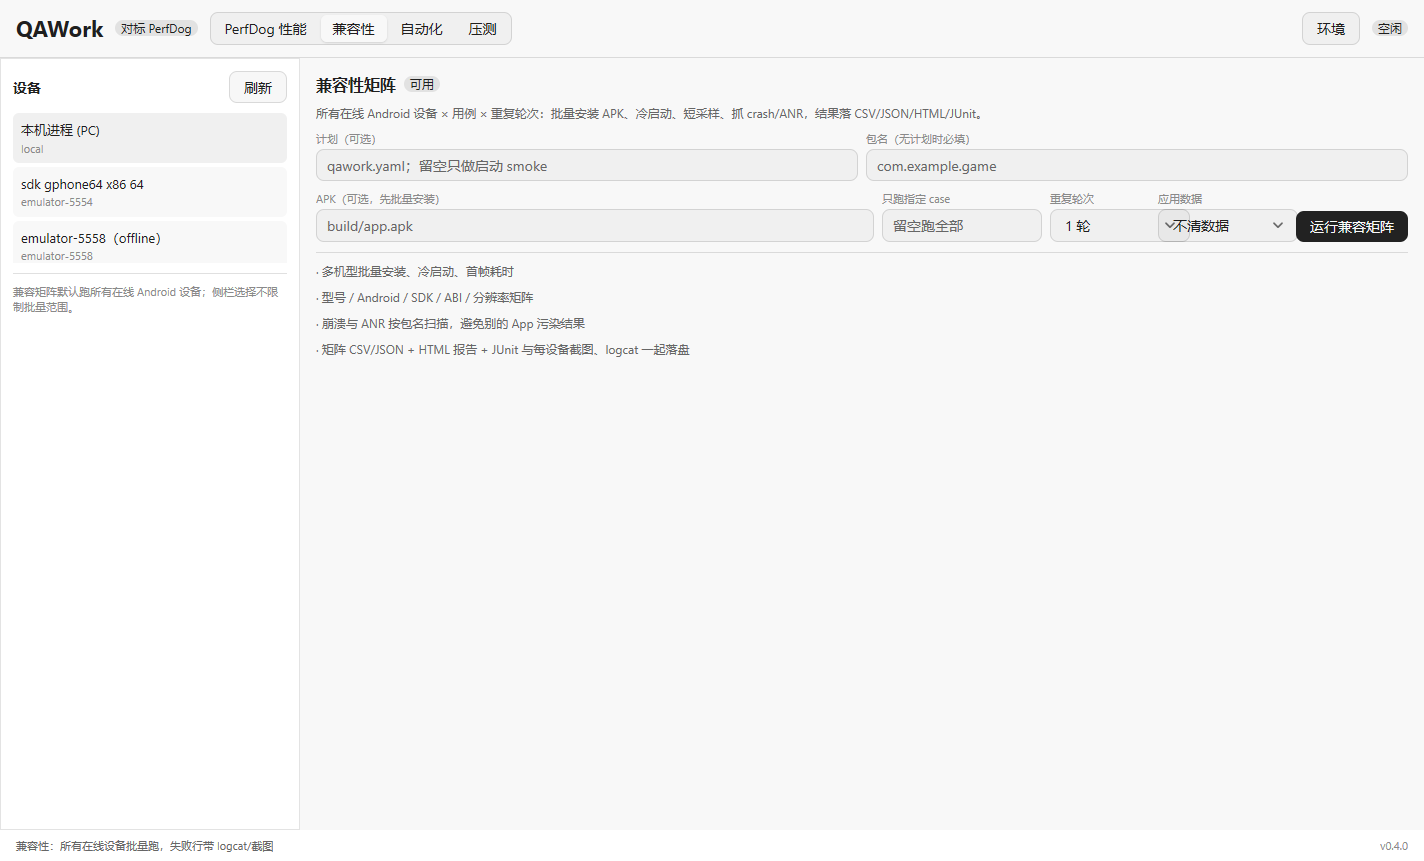 QAWork 对标 PerfDog PerfDog 性能 兼容性 自动化 压测 环境 空闲
设备 刷新
本机进程 (PC)
local
sdk gphone64 x86 64
emulator-5554
emulator-5558（offline）
emulator-5558
兼容矩阵默认跑所有在线 Android 设备；侧栏选择不限
制批量范围。
兼容性矩阵 可用
所有在线 Android 设备 × 用例 × 重复轮次：批量安装 APK、冷启动、短采样、抓 crash/ANR，结果落 CSV/JSON/HTML/JUnit。
计划（可选） 包名（无计划时必填）
qawork.yaml；留空只做启动 smoke com.example.game
APK（可选，先批量安装） 只跑指定 case 重复轮次 应用数据
build/app.apk 留空跑全部 1 轮 不清数据 运行兼容矩阵
· 多机型批量安装、冷启动、首帧耗时
· 型号 / Android / SDK / ABI / 分辨率矩阵
· 崩溃与 ANR 按包名扫描，避免别的 App 污染结果
· 矩阵 CSV/JSON + HTML 报告 + JUnit 与每设备截图、logcat 一起落盘
兼容性：所有在线设备批量跑，失败行带 logcat/截图 v0.4.0